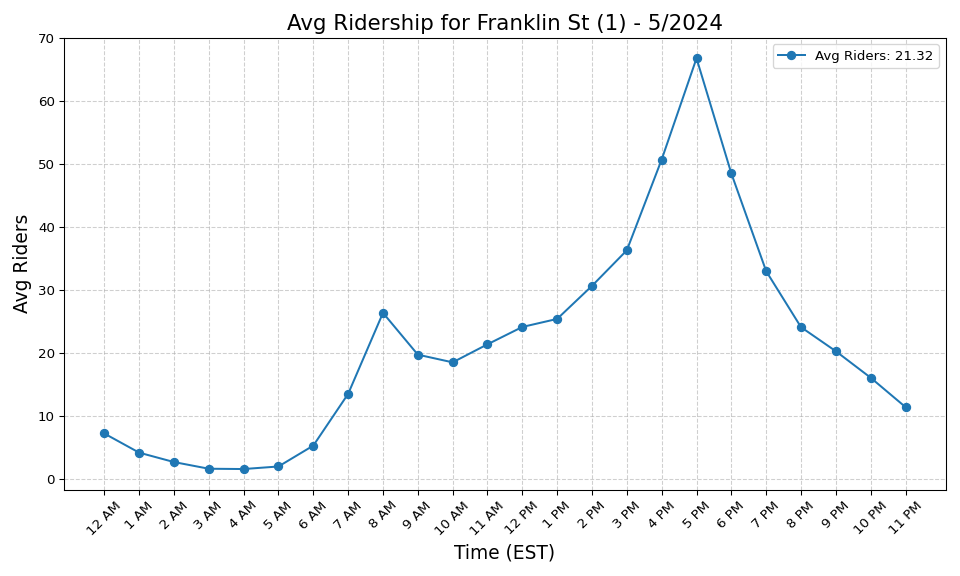 Avg Ridership for Franklin St (1) - 5/2024
Avg Riders: 21.32
Avg Riders
70
60
50
40
30
20
10
0
12 AM
1 AM
2 AM
3 AM
4 AM
5 AM
6 AM
7 AM
8 AM
9 AM
10 AM
11 AM
12 PM
1 PM
2 PM
3 PM
4 PM
5 PM
6 PM
7 PM
8 PM
9 PM
10 PM
11 PM
Time (EST)